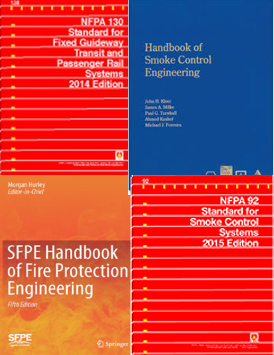 130
NFPA 130
Standard for
Fixed Guideway
Transit and
Passenger Rail
Systems
2014 Edition
Handbook of
Smoke Control
Engineering
John H. Klote
James A. Milke
Paul G. Turnbull
Ahmed Kashef
Michael J. Ferreira
Morgan Hurley
Editor-in-Chief
SFPE Handbook
of Fire Protection
Engineering
Fifth Edition
SFPE
Springer
92
NFPA 92
Standard for
Smoke Control
Systems
2015 Edition